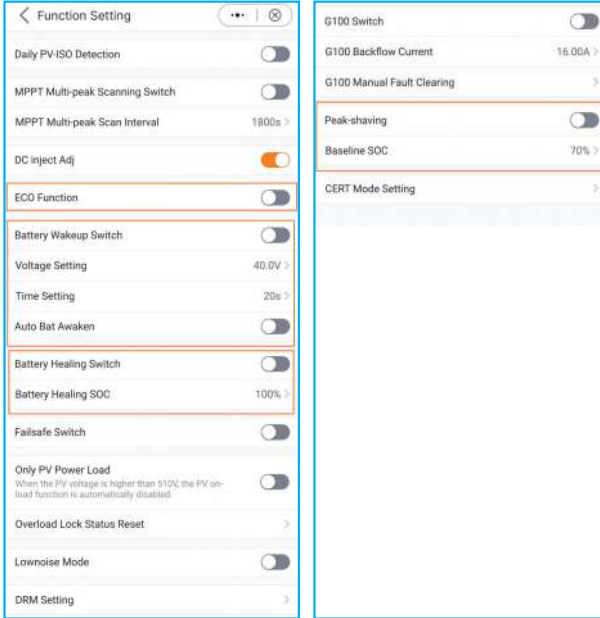 Function Setting
Daily PV-ISO Detection
MPPT Multi-peak Scanning Switch
MPPT Multi-peak Scan Interval 1800s
DC inject Adj
ECO Function
Battery Wakeup Switch
Voltage Setting 40.0V
Time Setting 20s
Auto Bat Awaken
Battery Healing Switch
Battery Healing SOC 100%
Failsafe Switch
Only PV Power Load
When the PV voltage is higher than 510V, the PV on-
load function is automatically disabled.
Overload Lock Status Reset
Lownoise Mode
DRM Setting
G100 Switch
G100 Backflow Current 16.00A
G100 Manual Fault Clearing
Peak-shaving
Baseline SOC 70%
CERT Mode Setting